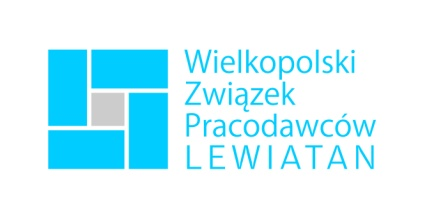 Wielkopolski
Związek
Pracodawców
LEWIATAN